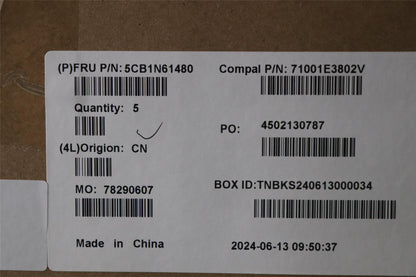 (P)FRU P/N: 5CB1N61480
Compal P/N: 71001E3802V
Quantity: 5
PO: 4502130787
(4L)Origion: CN
MO: 78290607
BOX ID:TNBKS240613000034
Made in China
2024-06-13 09:50:37